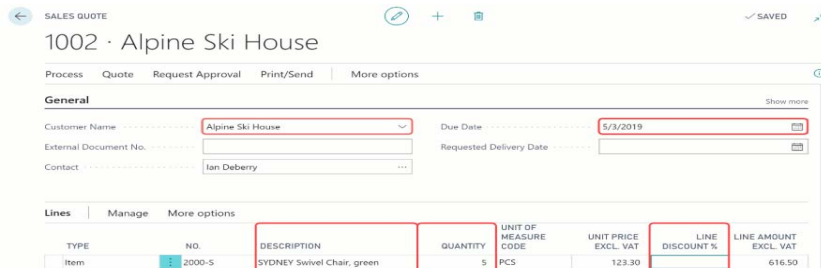 SALES QUOTE
✓ SAVED
1002 · Alpine Ski House
Process Quote Request Approval Print/Send More options
General Show more
Customer Name Alpine Ski House Due Date 5/3/2019
External Document No. Requested Delivery Date
Contact Ian Deberry ...
Lines Manage More options
TYPE NO. DESCRIPTION QUANTITY UNIT OF MEASURE CODE UNIT PRICE EXCL. VAT LINE DISCOUNT % LINE AMOUNT EXCL. VAT
Item 2000-S SYDNEY Swivel Chair, green 5 PCS 123.30 616.50